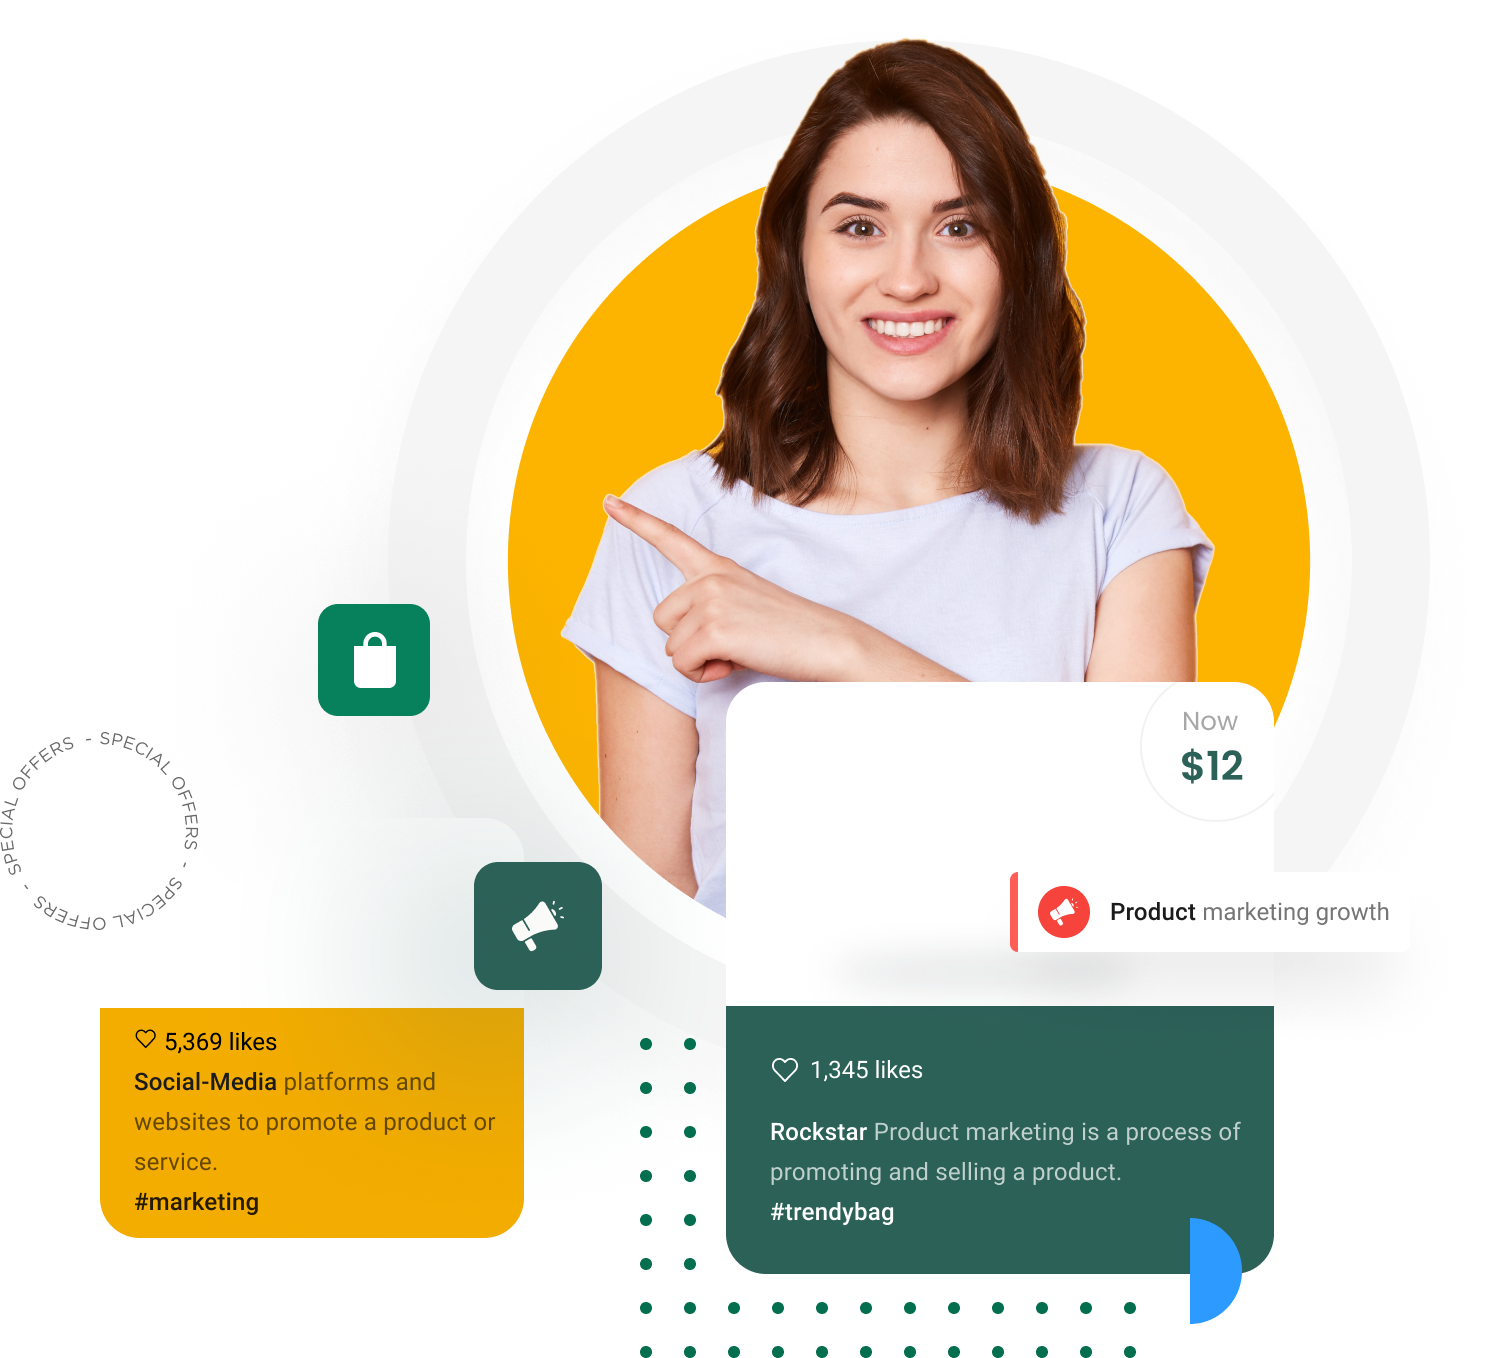 - SPECIAL OFFERS - SPECIAL OFFERS - SPECIAL OFFERS
Now
$12
Product marketing growth
5,369 likes
Social-Media platforms and
websites to promote a product or
service.
#marketing
1,345 likes
Rockstar Product marketing is a process of
promoting and selling a product.
#trendybag